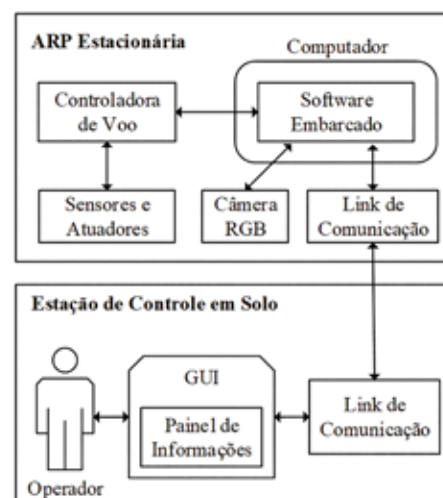 ARP Estacionária
Computador
Controladora
de Voo
Software
Embarcado
Sensores e
Atuadores
Câmera
RGB
Link de
Comunicação
Estação de Controle em Solo
GUI
Painel de
Informações
Link de
Comunicação
Operador